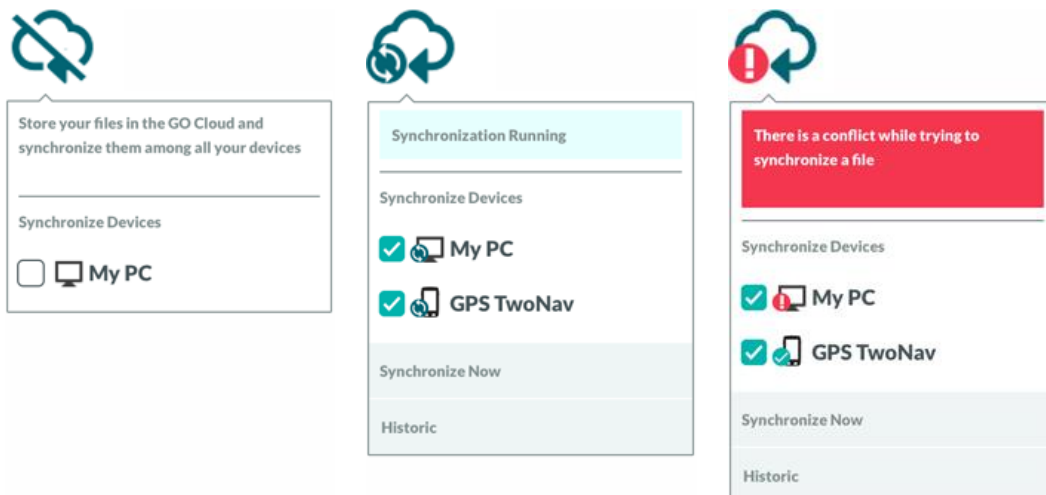 Store your files in the GO Cloud and
synchronize them among all your devices
Synchronize Devices
My PC
Synchronization Running
Synchronize Devices
My PC
GPS TwoNav
Synchronize Now
Historic
There is a conflict while trying to
synchronize a file
Synchronize Devices
My PC
GPS TwoNav
Synchronize Now
Historic